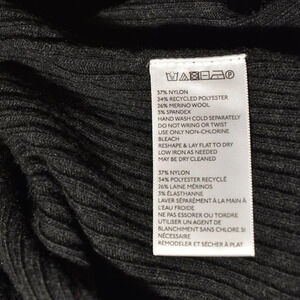 37% NYLON
34% RECYCLED POLYESTER
26% MERINO WOOL
3% SPANDEX
HAND WASH COLD SEPARATELY
DO NOT WRING OR TWIST
USE ONLY NON-CHLORINE
BLEACH
RESHAPE & LAY FLAT TO DRY
LOW IRON AS NEEDED
MAY BE DRY CLEANED
37% NYLON
34% POLYESTER RECYCLÉ
26% LAINE MÉRINOS
3% ÉLASTHANNE
LAVER SÉPARÉMENT À LA MAIN À
L'EAU FROIDE
NE PAS ESSORER OU TORDRE
UTILISER UN AGENT DE
BLANCHIMENT SANS CHLORE SI
NÉCESSAIRE
REMODELER ET SÉCHER À PLAT